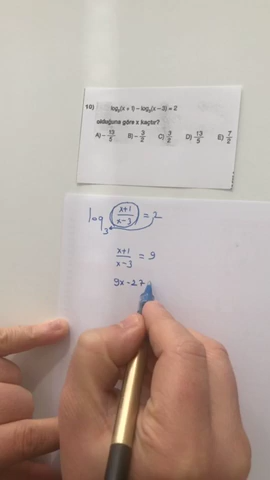 10) log₃(x + 1) – log₃(x – 3) = 2
olduğuna göre x kaçtır?
A) – 13/2 B) – 3/2 C) 3/2 D) 13/5 E) 7/2
log₃ (x+1)/(x-3) = 2
(x+1)/(x-3) = 9
9x-27